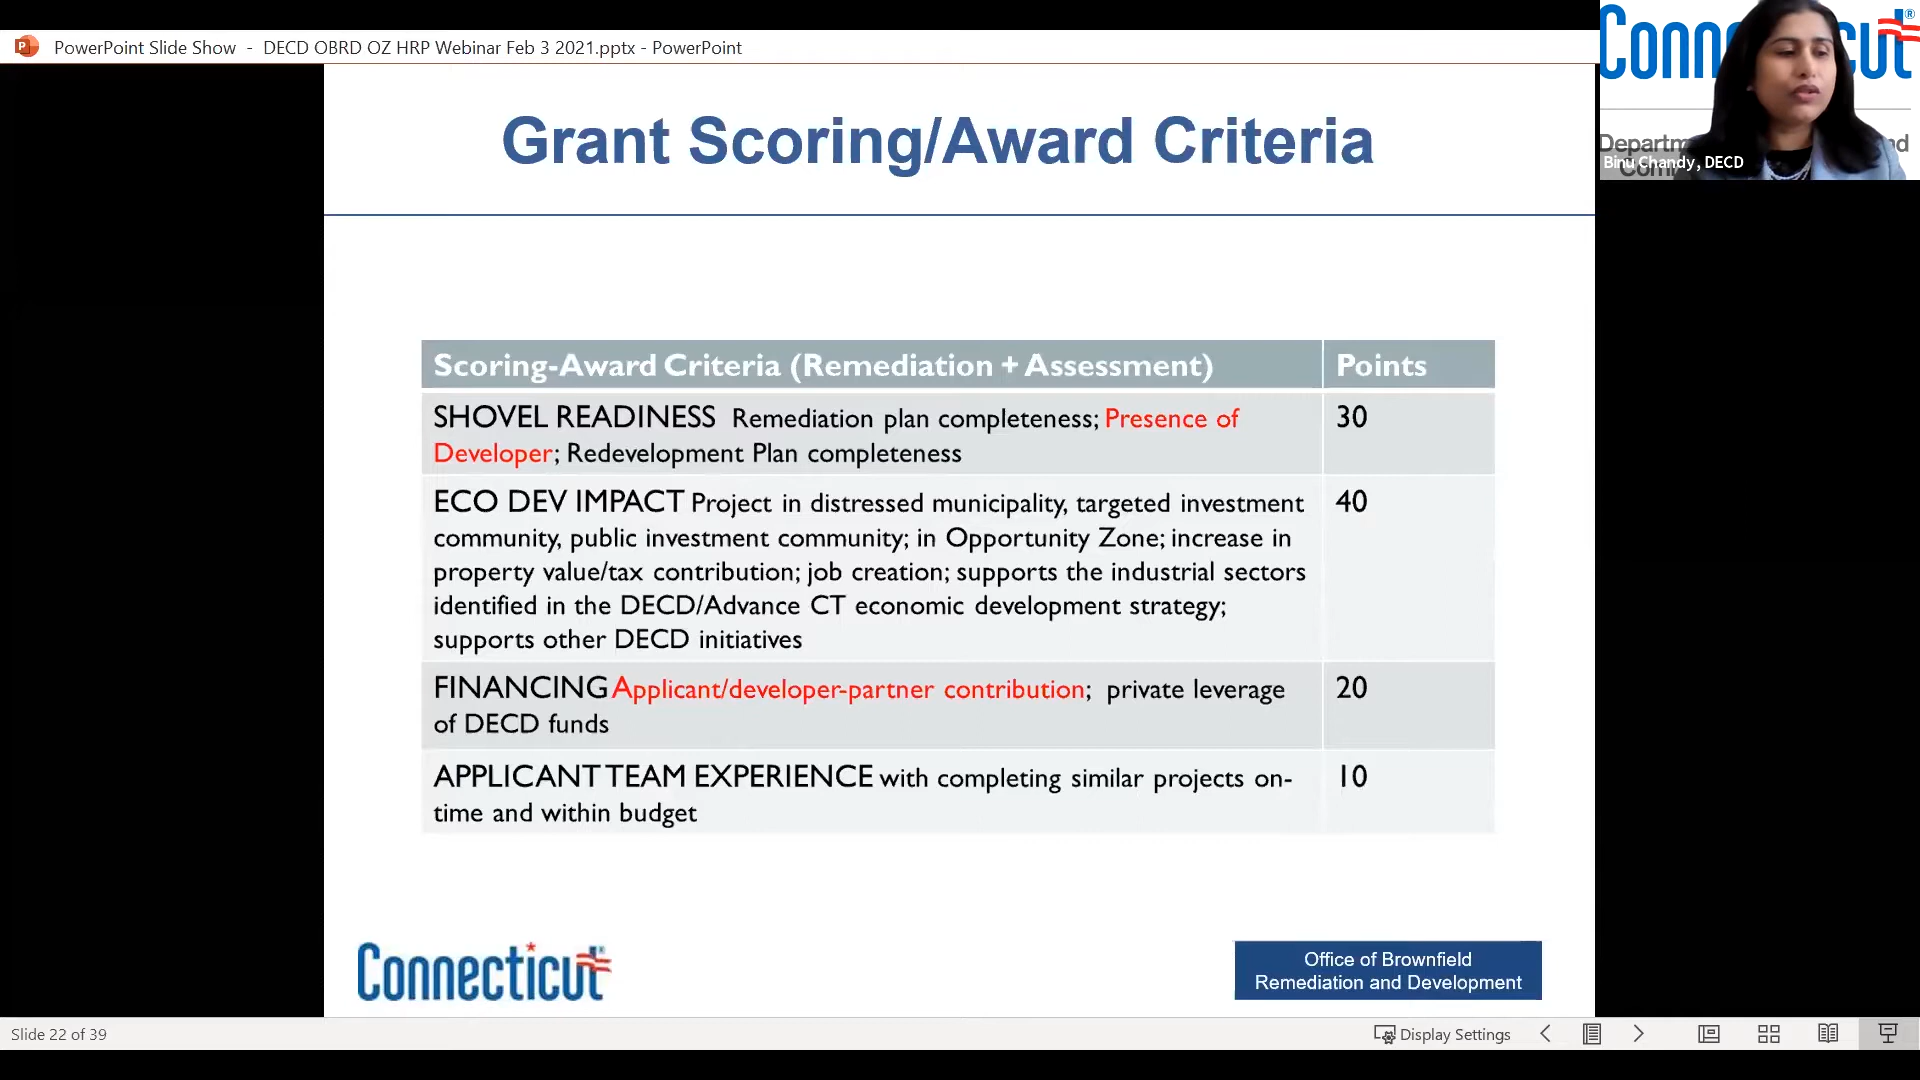 PowerPoint Slide Show - DECD OBRD OZ HRP Webinar Feb 3 2021.pptx - PowerPoint
Grant Scoring/Award Criteria
Scoring-Award Criteria (Remediation + Assessment) Points
SHOVEL READINESS Remediation plan completeness; Presence of 30
Developer; Redevelopment Plan completeness
ECO DEV IMPACT Project in distressed municipality, targeted investment 40
community, public investment community; in Opportunity Zone; increase in
property value/tax contribution; job creation; supports the industrial sectors
identified in the DECD/Advance CT economic development strategy;
supports other DECD initiatives
FINANCING Applicant/developer-partner contribution; private leverage 20
of DECD funds
APPLICANT TEAM EXPERIENCE with completing similar projects on- 10
time and within budget
Connecticut
Office of Brownfield
Remediation and Development
Slide 22 of 39
Display Settings
Binu Chandy, DECD